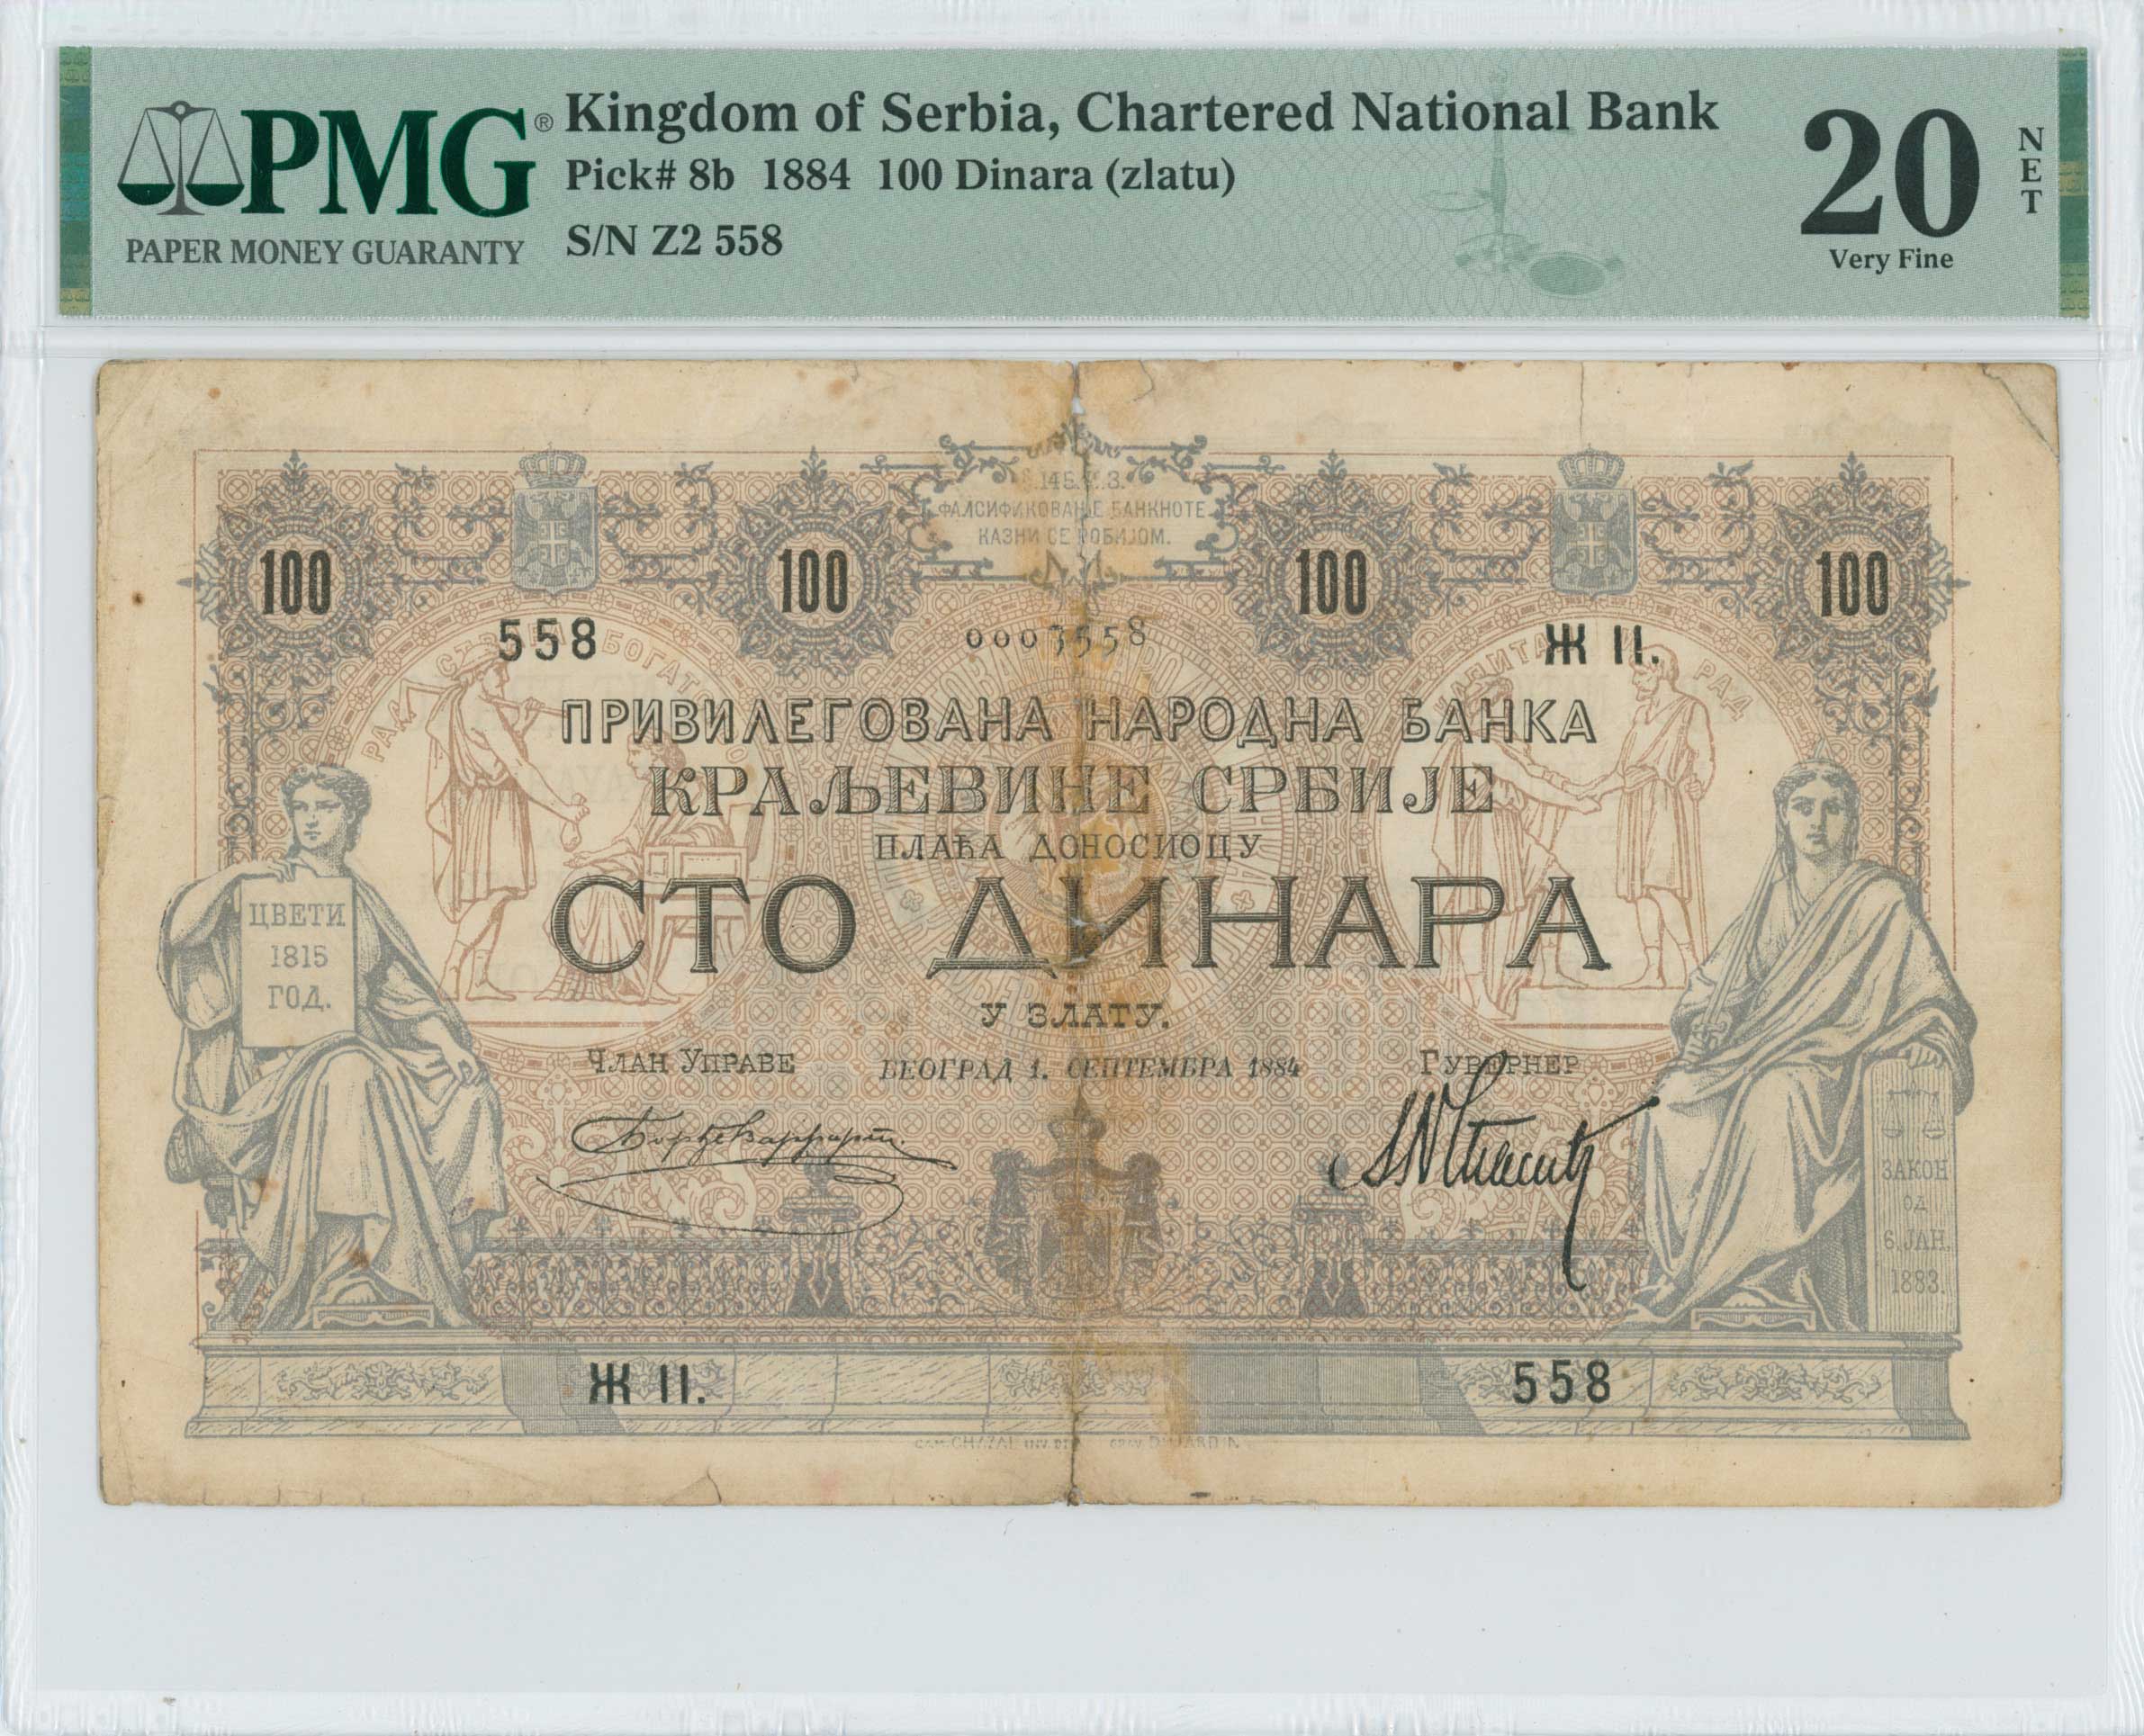 PMG®
PAPER MONEY GUARANTY
Kingdom of Serbia, Chartered National Bank
Pick# 8b 1884 100 Dinara (zlatu)
S/N Z2 558
20
NET
Very Fine
ФАЛСИФИКОВАЊЕ БАНКНОТЕ
КАЗНИ СЕ РОБИЈОМ.
100
100
100
100
558
Ж II.
ПРИВИЛЕГОВАНА НАРОДНА БАНКА
КРАЉЕВИНЕ СРБИЈЕ
ПЛАЋА ДОНОСИОЦУ
СТО ДИНАРА
У ЗЛАТУ.
ЦВЕТИ
1815
ГОД.
РАД
ЧЛАН УПРАВЕ
БЕОГРАД 1. СЕПТЕМБРА 1884
ГУВЕРНЕР
ЗАКОН
ОД
6. ЈАН.
1883.
Ж II.
558